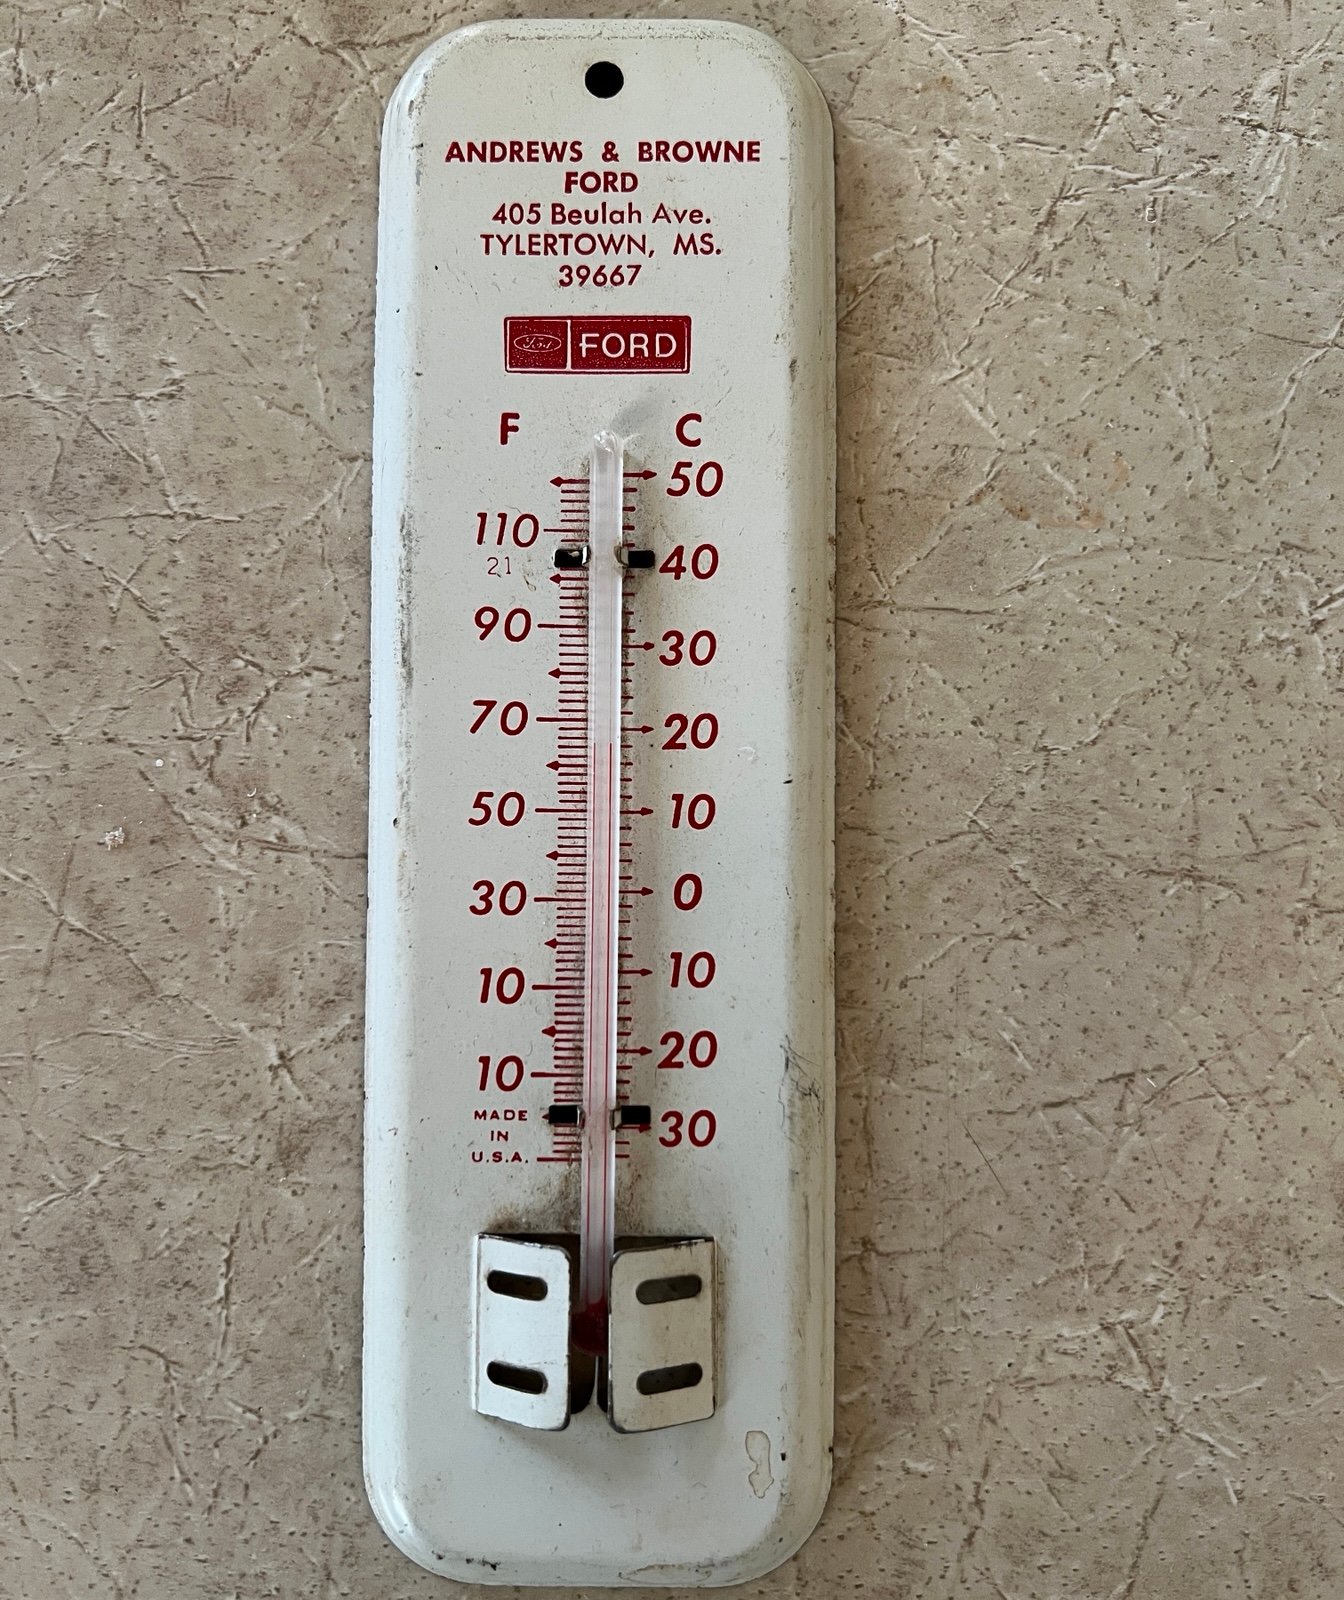 ANDREWS & BROWNE
FORD
405 Beulah Ave.
TYLERTOWN, MS.
39667
Ford FORD
F C
50
110
21
40
90
30
70
20
50
10
30
0
10
10
20
10
MADE
IN
U.S.A.
30